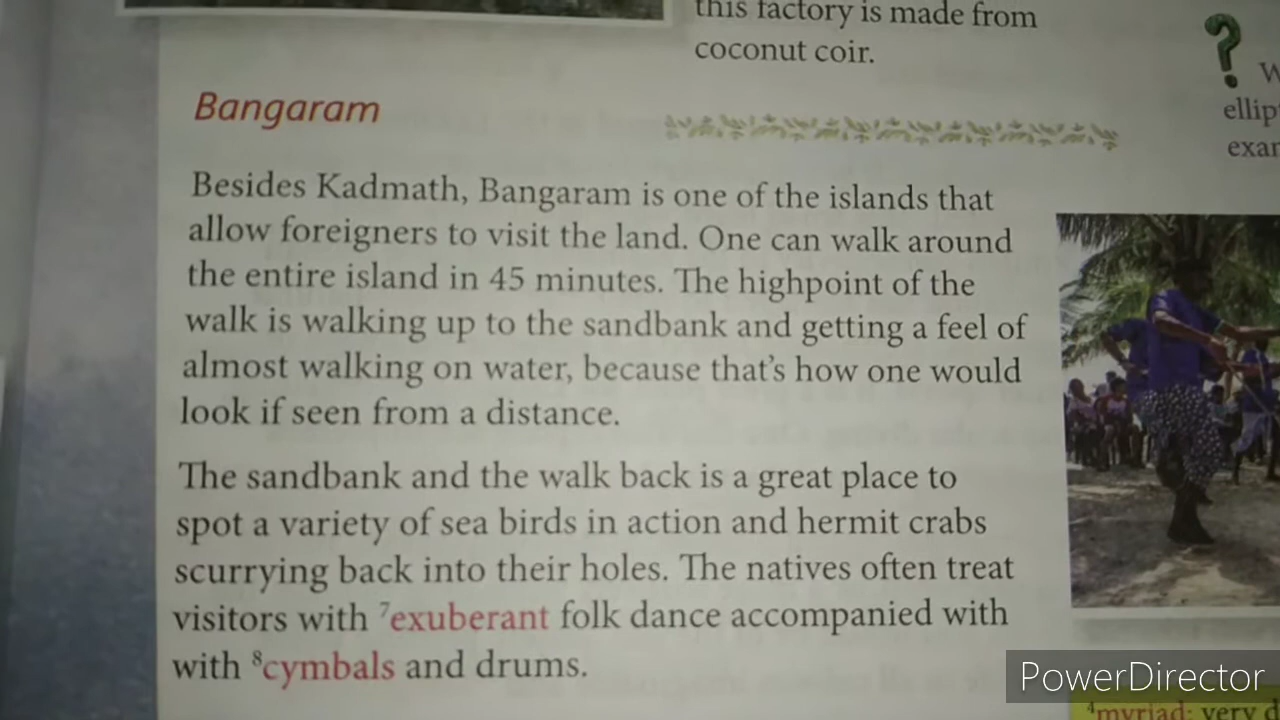 this factory is made from
coconut coir.
Bangaram
Besides Kadmath, Bangaram is one of the islands that
allow foreigners to visit the land. One can walk around
the entire island in 45 minutes. The highpoint of the
walk is walking up to the sandbank and getting a feel of
almost walking on water, because that's how one would
look if seen from a distance.
The sandbank and the walk back is a great place to
spot a variety of sea birds in action and hermit crabs
scurrying back into their holes. The natives often treat
visitors with ⁷exuberant folk dance accompanied with
with ⁸cymbals and drums.
?
ellip
exar
⁴myriad: very d
PowerDirector